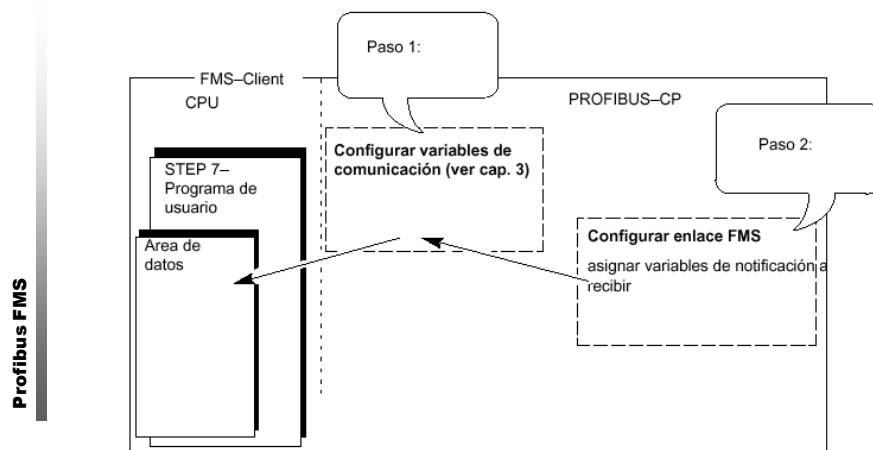 Paso 1:
FMS–Client
CPU
PROFIBUS–CP
Paso 2:
Configurar variables de
comunicación (ver cap. 3)
STEP 7–
Programa de
usuario
Area de
datos
Configurar enlace FMS
asignar variables de notificación a
recibir
Profibus FMS